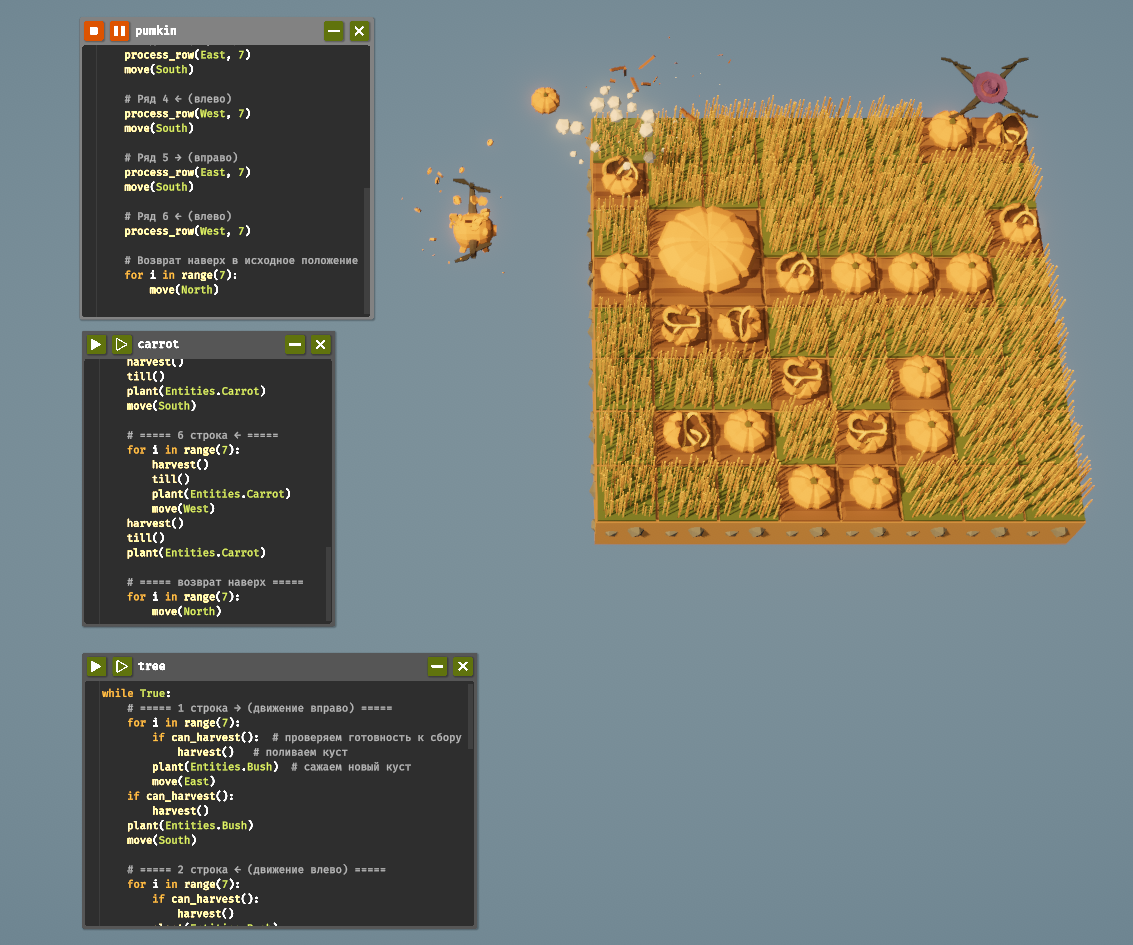 pumkin
process_row(East, 7)
move(South)
# Ряд 4 ← (влево)
process_row(West, 7)
move(South)
# Ряд 5 → (вправо)
process_row(East, 7)
move(South)
# Ряд 6 ← (влево)
process_row(West, 7)
# Возврат наверх в исходное положение
for i in range(7):
move(North)
carrot
harvest()
till()
plant(Entities.Carrot)
move(South)
# ===== 6 строка ← =====
for i in range(7):
harvest()
till()
plant(Entities.Carrot)
move(West)
harvest()
till()
plant(Entities.Carrot)
# ===== возврат наверх =====
for i in range(7):
move(North)
tree
while True:
# ===== 1 строка → (движение вправо) =====
for i in range(7):
if can_harvest():  # проверяем готовность к сбору
harvest()   # поливаем куст
plant(Entities.Bush)  # сажаем новый куст
move(East)
if can_harvest():
harvest()
plant(Entities.Bush)
move(South)
# ===== 2 строка ← (движение влево) =====
for i in range(7):
if can_harvest():
harvest()